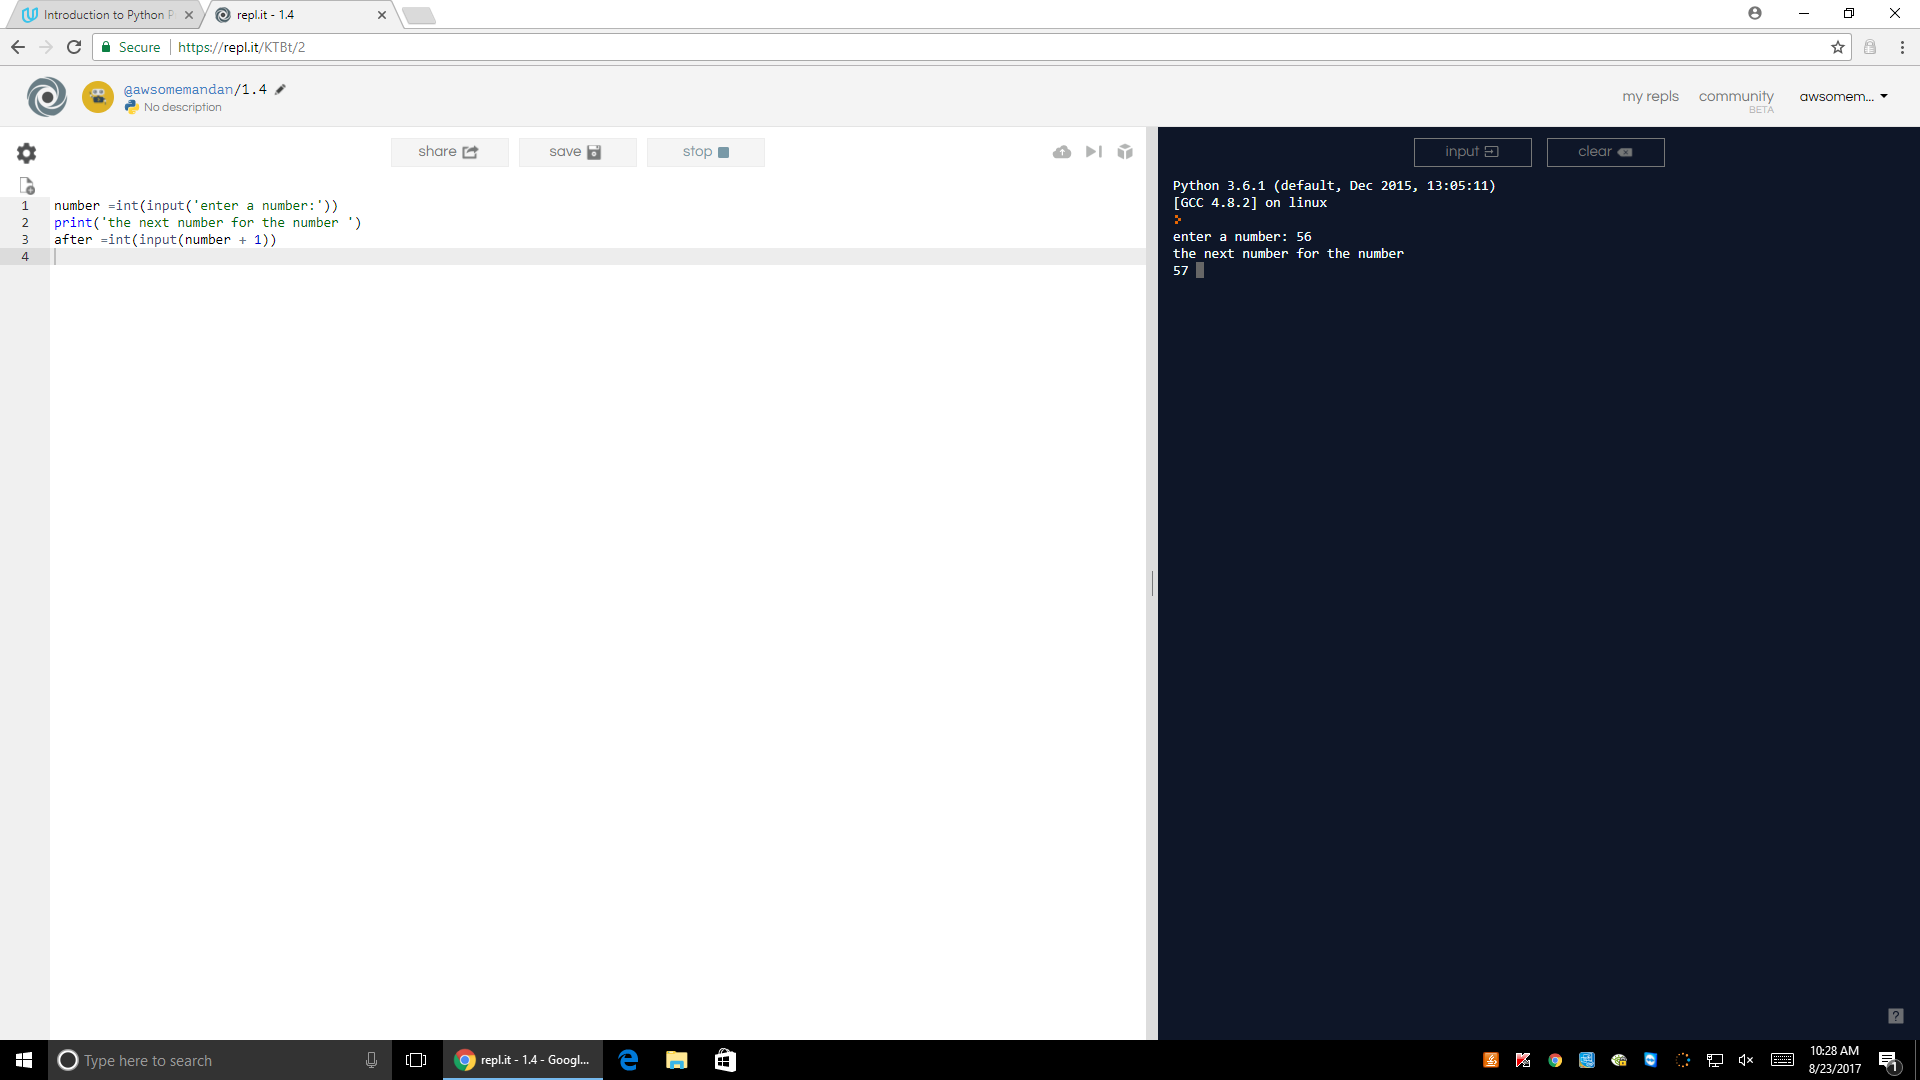 Introduction to Python P
repl.it - 1.4
Secure
https://repl.it/KTBt/2
@awsomemandan/1.4
No description
my repls
community
BETA
awsomem...
share
save
stop
input
clear
1 number =int(input('enter a number:'))
2 print('the next number for the number ')
3 after =int(input(number + 1))
4
Python 3.6.1 (default, Dec 2015, 13:05:11)
[GCC 4.8.2] on linux
enter a number: 56
the next number for the number
57
?
Type here to search
repl.it - 1.4 - Googl...
10:28 AM
8/23/2017
1